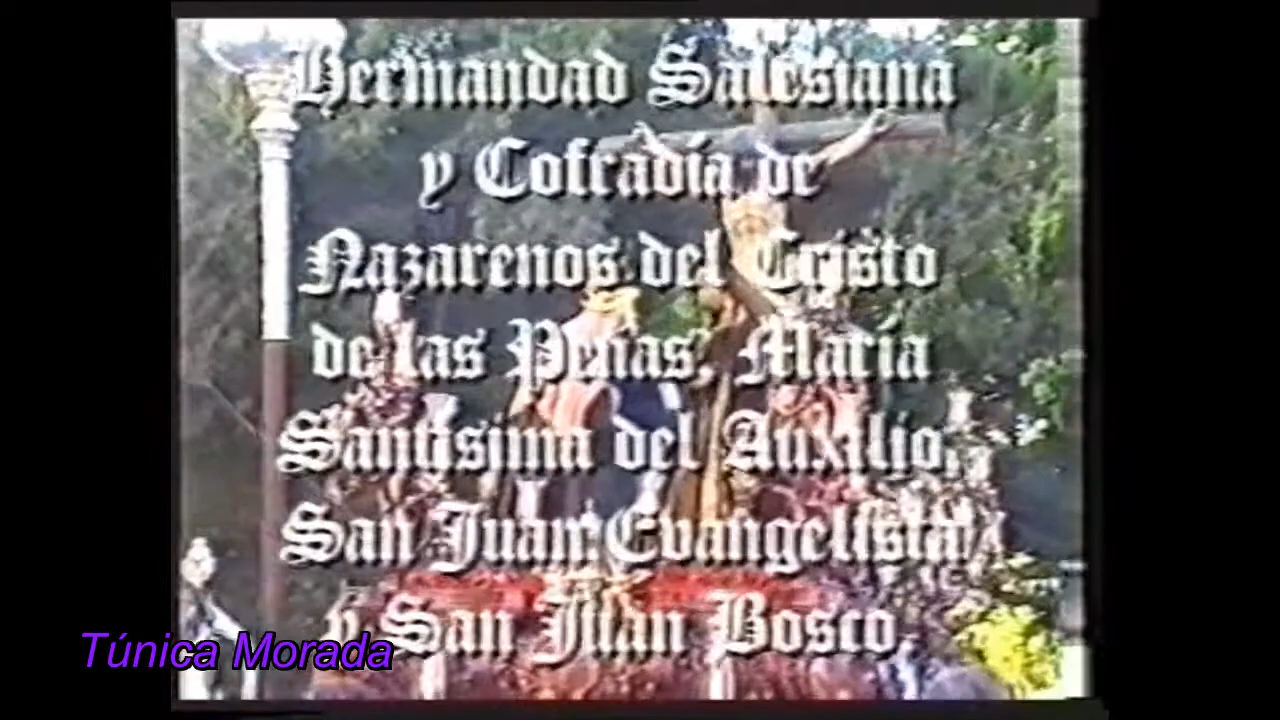 Hermandad Salesiana
y Cofradía de
Nazarenos del Cristo
de las Penas, María
Santísima del Auxilio,
San Juan Evangelista
y San Juan Bosco.
Túnica Morada